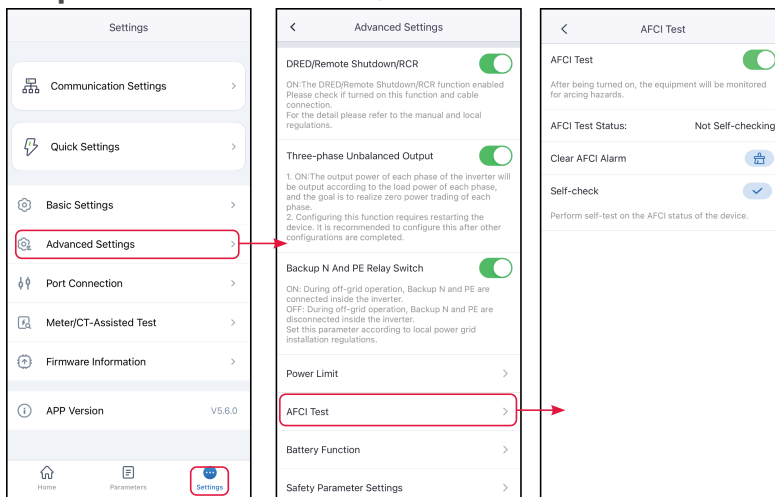 Settings
Communication Settings
Quick Settings
Basic Settings
Advanced Settings
Port Connection
Meter/CT-Assisted Test
Firmware Information
APP Version V5.6.0
Home Parameters Settings
Advanced Settings
DRED/Remote Shutdown/RCR
ON:The DRED/Remote Shutdown/RCR function enabled
Please check if turned on this function and cable
connection.
For the detail please refer to the manual and local
regulations.
Three-phase Unbalanced Output
1. ON:The output power of each phase of the inverter will
be output according to the load power of each phase,
and the goal is to realize zero power trading of each
phase.
2. Configuring this function requires restarting the
device. It is recommended to configure this after other
configurations are completed.
Backup N And PE Relay Switch
ON: During off-grid operation, Backup N and PE are
connected inside the inverter.
OFF: During off-grid operation, Backup N and PE are
disconnected inside the inverter.
Set this parameter according to local power grid
installation regulations.
Power Limit
AFCI Test
Battery Function
Safety Parameter Settings
AFCI Test
AFCI Test
After being turned on, the equipment will be monitored
for arcing hazards.
AFCI Test Status: Not Self-checking
Clear AFCI Alarm
Self-check
Perform self-test on the AFCI status of the device.